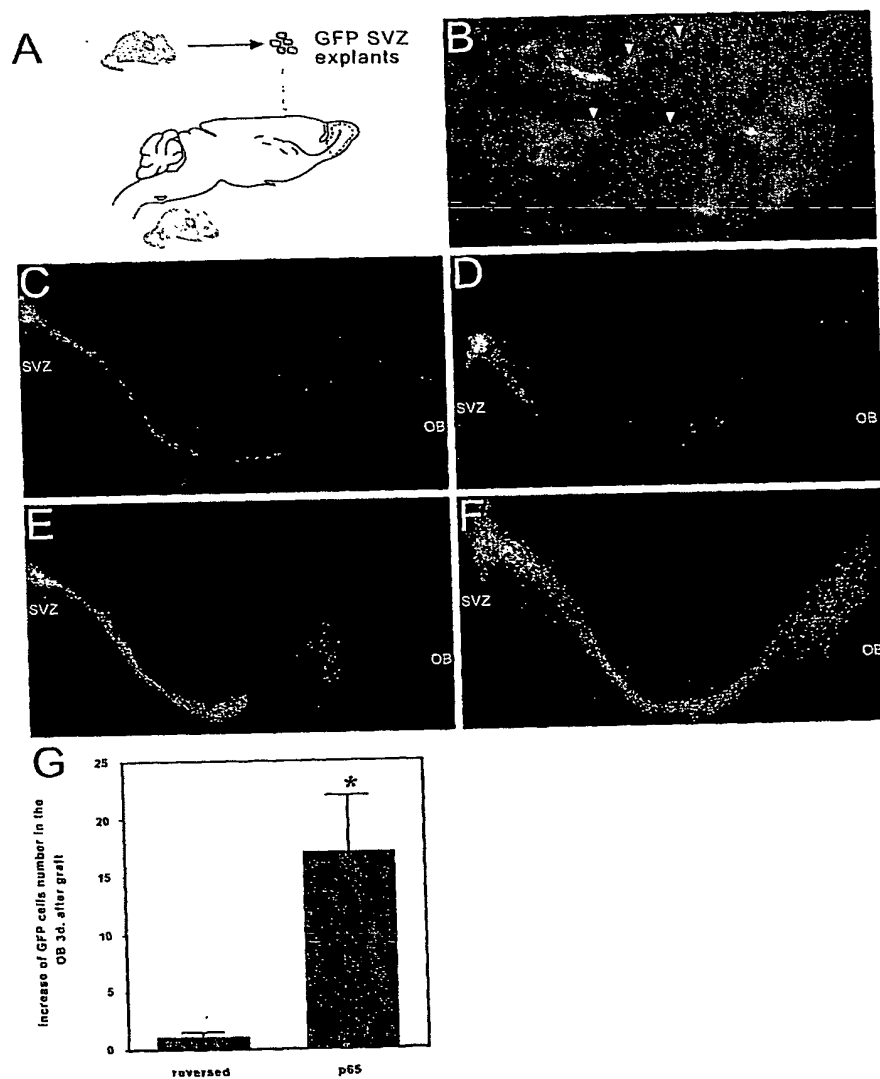 A
GFP SVZ
explants
B
C
SVZ
OB
D
SVZ
OB
E
SVZ
OB
F
SVZ
OB
G
Increase of GFP cells number in the
OB 3d. after graft
25
20
15
10
5
0
*
reversed
p65